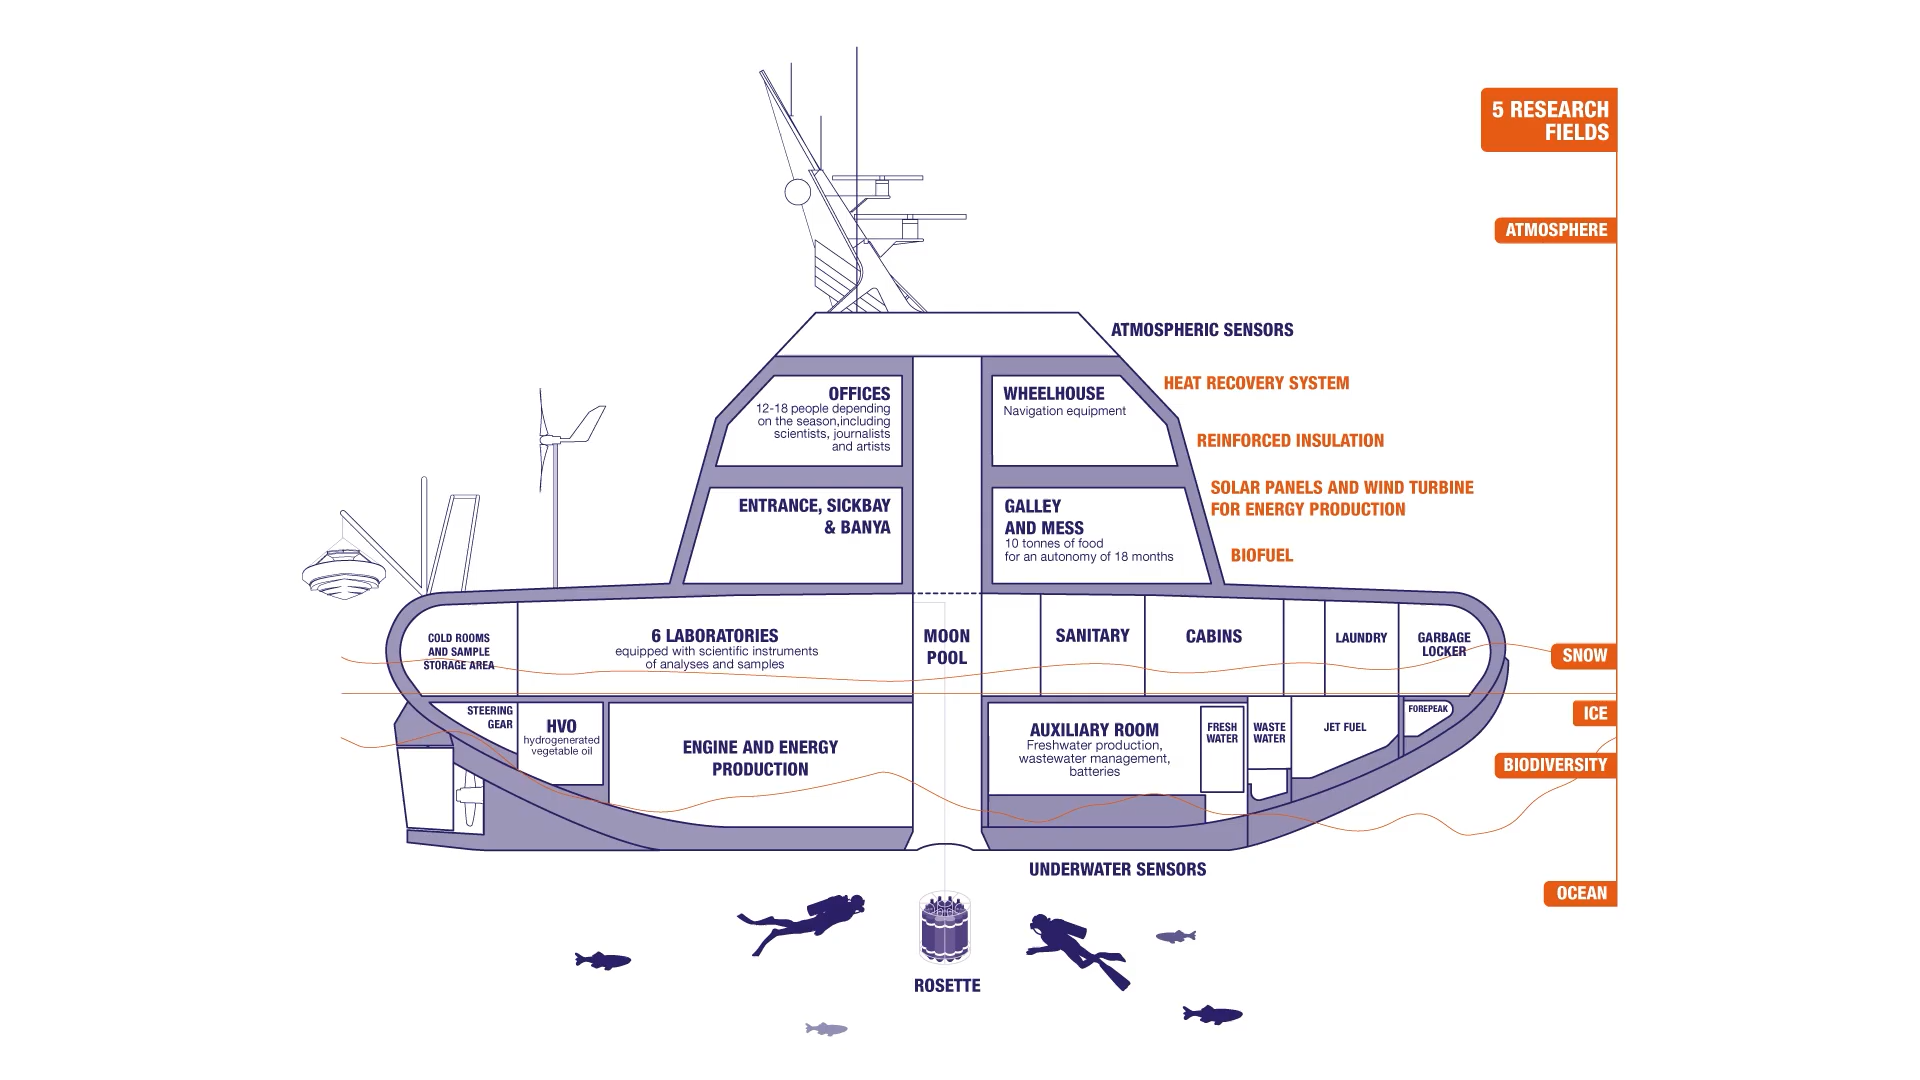 5 RESEARCH
FIELDS
ATMOSPHERE
ATMOSPHERIC SENSORS
HEAT RECOVERY SYSTEM
OFFICES
12-18 people depending
on the season,including
scientists, journalists
and artists
WHEELHOUSE
Navigation equipment
REINFORCED INSULATION
SOLAR PANELS AND WIND TURBINE
FOR ENERGY PRODUCTION
ENTRANCE, SICKBAY
& BANYA
GALLEY
AND MESS
10 tonnes of food
for an autonomy of 18 months
BIOFUEL
COLD ROOMS
AND SAMPLE
STORAGE AREA
6 LABORATORIES
equipped with scientific instruments
of analyses and samples
MOON
POOL
SANITARY
CABINS
LAUNDRY
GARBAGE
LOCKER
SNOW
STEERING
GEAR
HVO
hydrogenerated
vegetable oil
ENGINE AND ENERGY
PRODUCTION
AUXILIARY ROOM
Freshwater production,
wastewater management,
batteries
FRESH
WATER
WASTE
WATER
JET FUEL
FOREPEAK
ICE
BIODIVERSITY
UNDERWATER SENSORS
OCEAN
ROSETTE